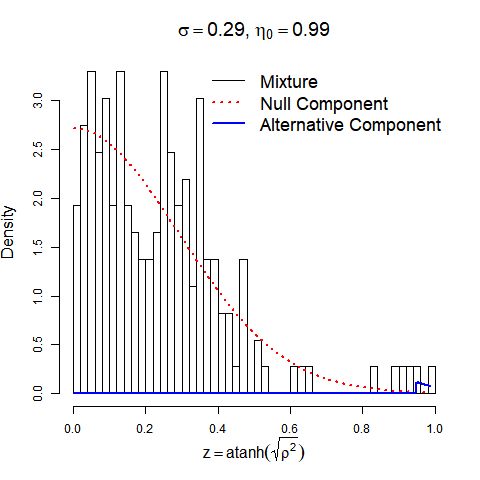 σ = 0.29, η₀ = 0.99
Mixture
Null Component
Alternative Component
Density
3.0
2.5
2.0
1.5
1.0
0.5
0.0
0.0 0.2 0.4 0.6 0.8 1.0
z = atanh(√ρ²)